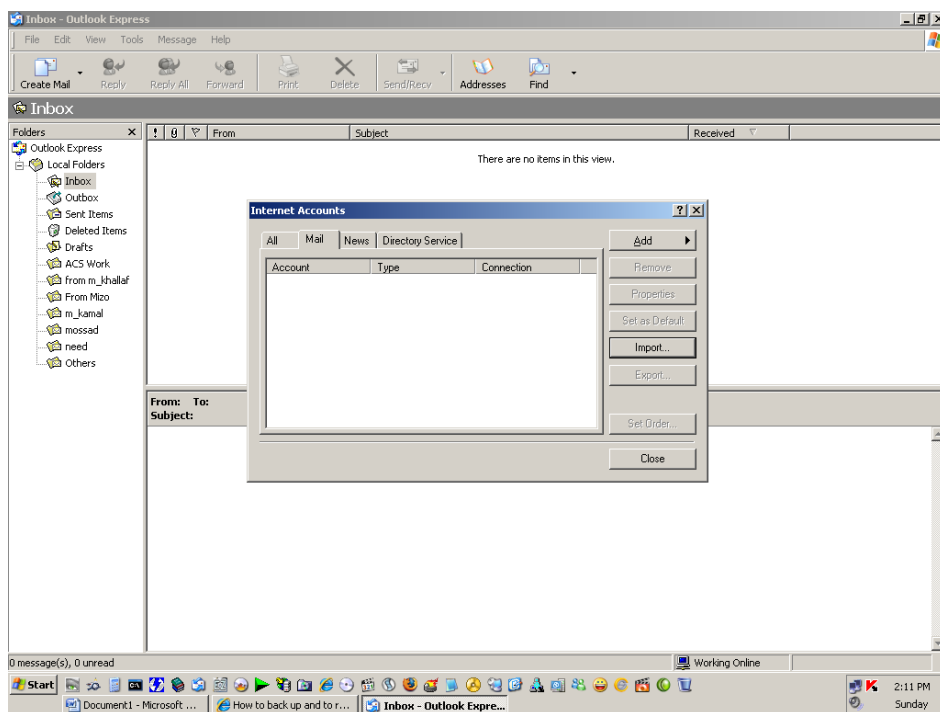 Inbox - Outlook Express
File Edit View Tools Message Help
Create Mail Reply Reply All Forward Print Delete Send/Recv Addresses Find
Inbox
Folders
! From Subject Received
Outlook Express
Local Folders
Inbox
Outbox
Sent Items
Deleted Items
Drafts
ACS Work
from m_khallaf
From Mizo
m_kamal
mossad
need
Others
There are no items in this view.
Internet Accounts
All Mail News Directory Service
Account Type Connection
Add
Remove
Properties
Set as Default
Import...
Export...
Set Order...
Close
From: To:
Subject:
0 message(s), 0 unread Working Online
Start 2:11 PM
Document1 - Microsoft ... How to back up and to r... Inbox - Outlook Expre... Sunday